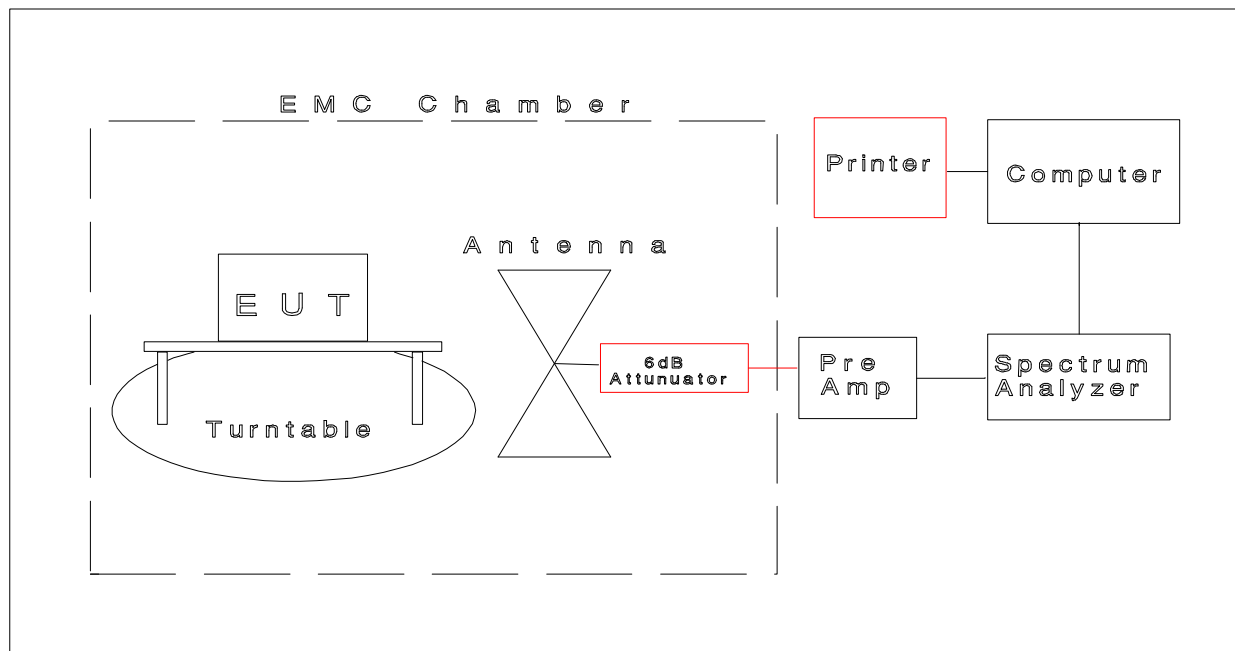 EMC Chamber
Printer
Computer
Antenna
EUT
6dB
Attunuator
Pre
Amp
Spectrum
Analyzer
Turntable